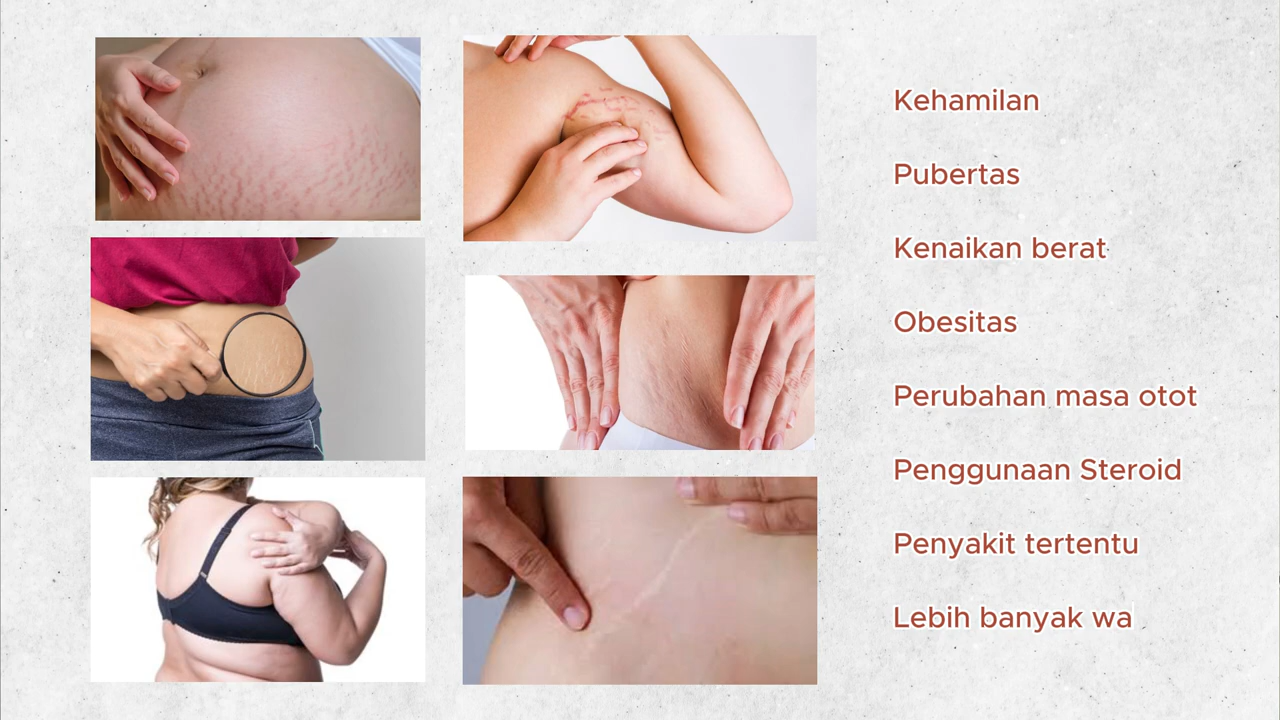 Kehamilan
Pubertas
Kenaikan berat
Obesitas
Perubahan masa otot
Penggunaan Steroid
Penyakit tertentu
Lebih banyak wa